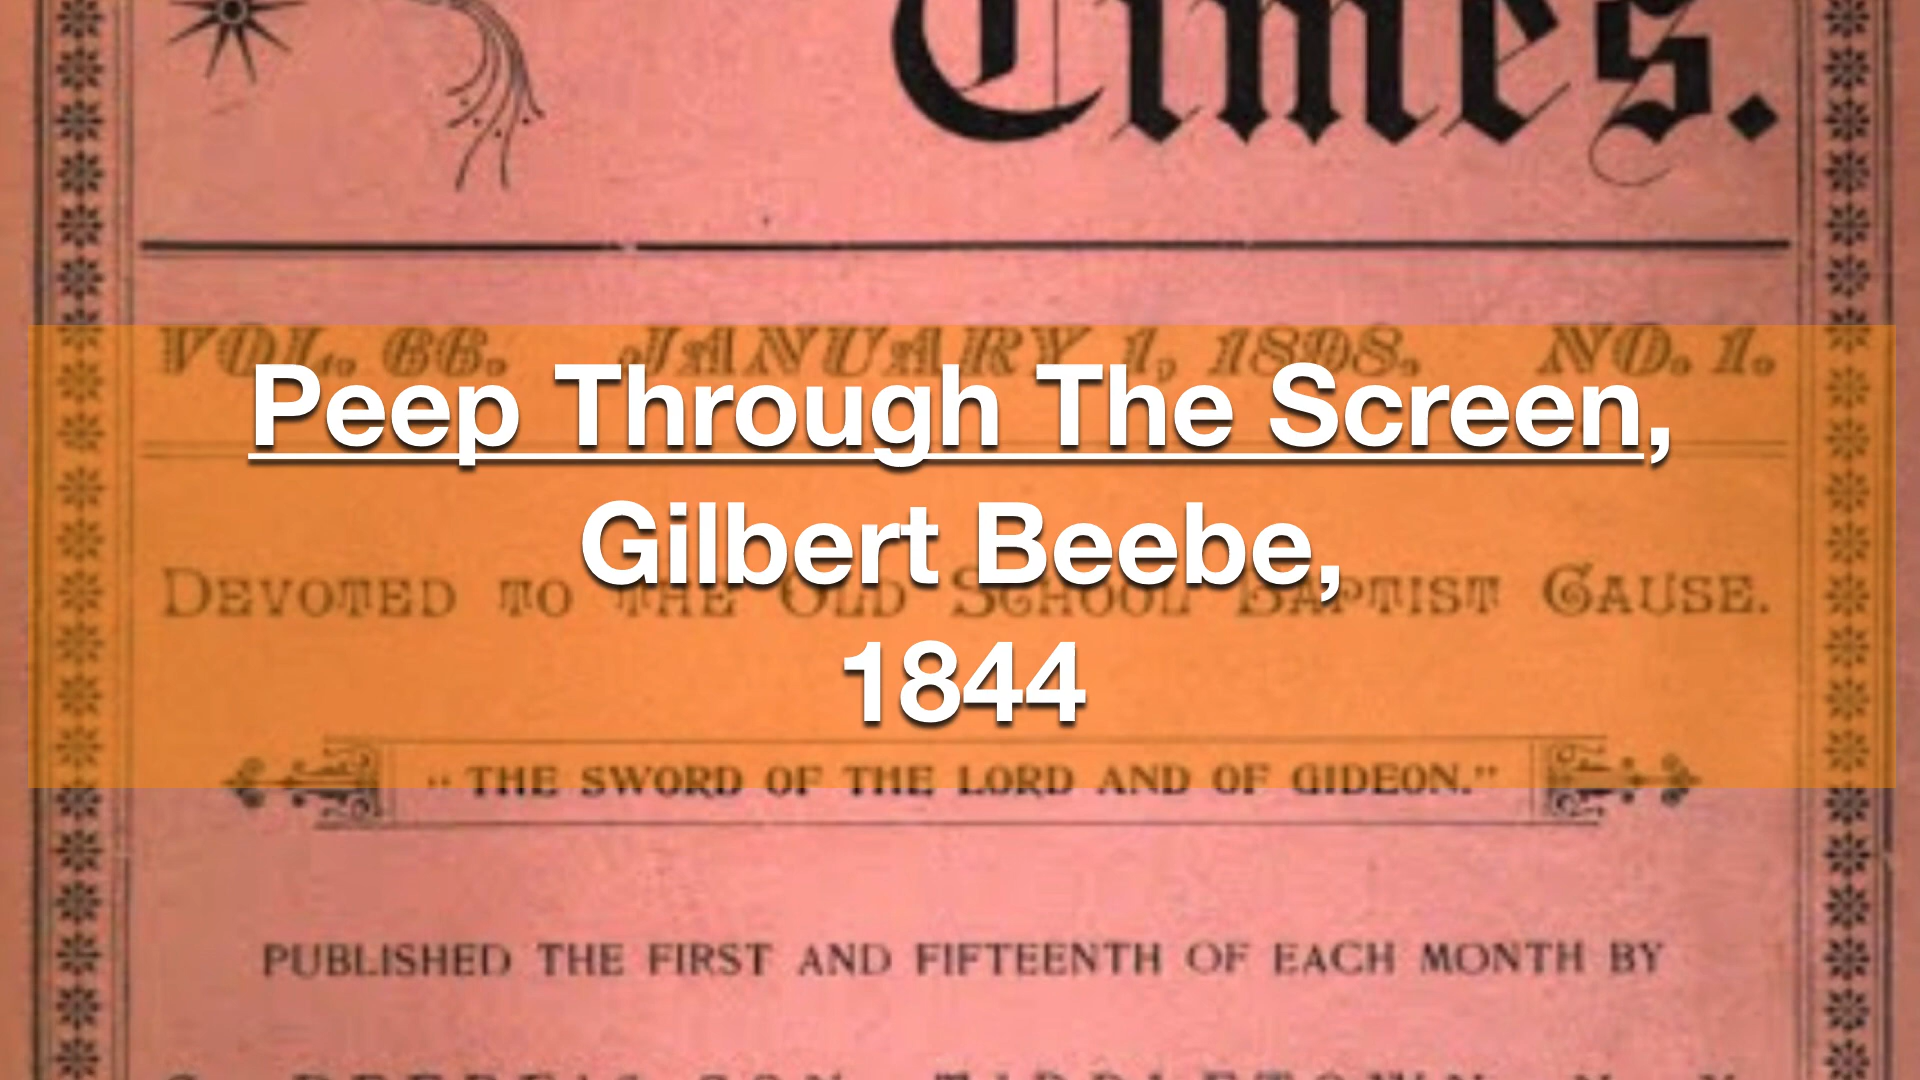 Times.
VOL. 66. JANUARY 1, 1898. NO. 1.
Peep Through The Screen,
Gilbert Beebe,
DEVOTED TO THE OLD SCHOOL BAPTIST CAUSE.
1844
"THE SWORD OF THE LORD AND OF GIDEON."
PUBLISHED THE FIRST AND FIFTEENTH OF EACH MONTH BY